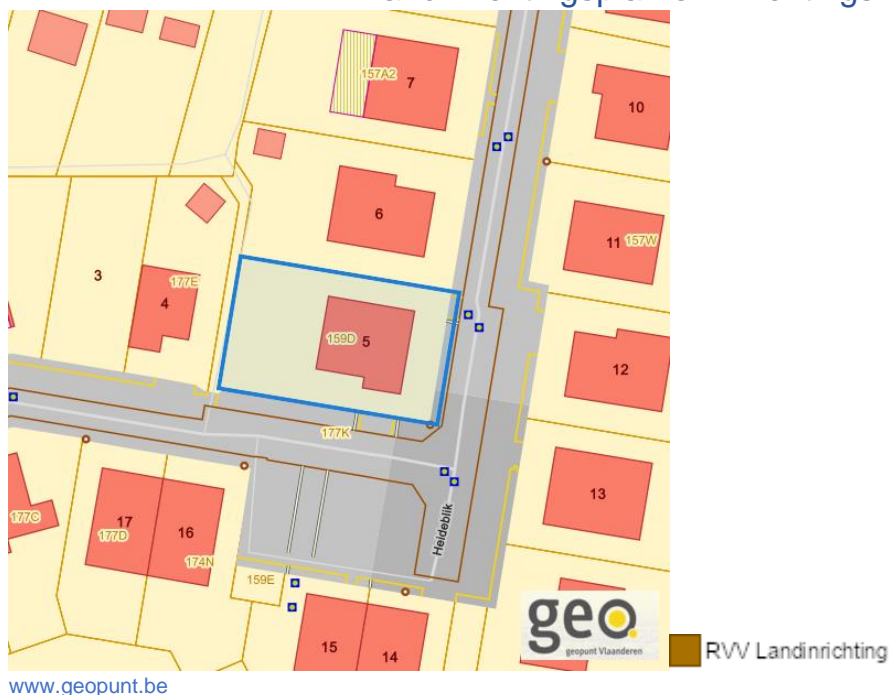 157A2
7
10
6
11 157W
3
177E
4
159D 5
12
177K
13
177C
17
177D
16
174N
Heideblik
159E
15
14
geo
geopunt Vlaanderen
RVV Landinrichting
www.geopunt.be